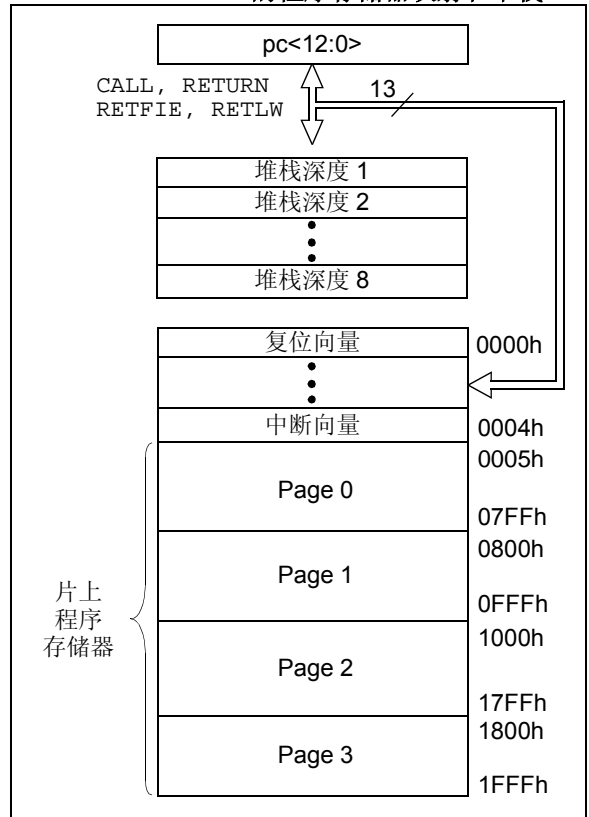 pc<12:0>
CALL, RETURN
RETFIE, RETLW
13
堆栈深度 1
堆栈深度 2
堆栈深度 8
复位向量
0000h
中断向量
0004h
0005h
Page 0
07FFh
0800h
Page 1
0FFFh
片上
程序
存储器
1000h
Page 2
17FFh
1800h
Page 3
1FFFh